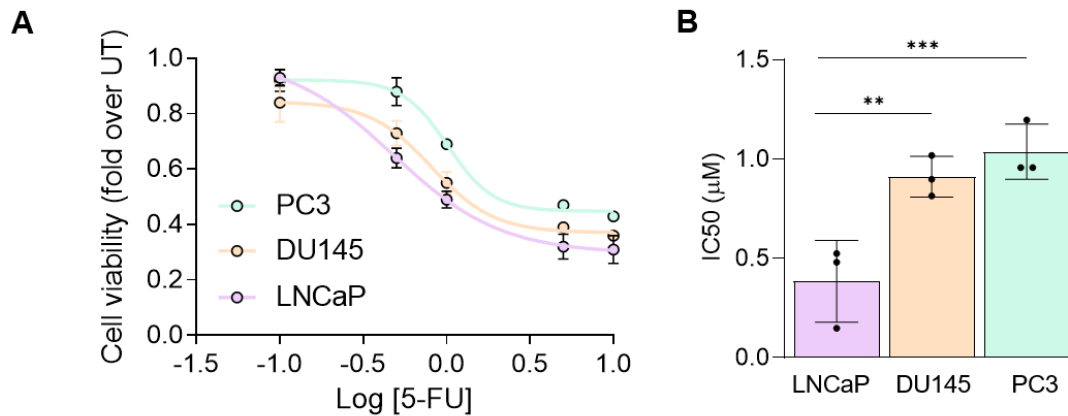 A
Cell viability (fold over UT)
1.0
0.8
0.6
0.4
0.2
0.0
PC3
DU145
LNCaP
-1.5 -1.0 -0.5 0.0 0.5 1.0
Log [5-FU]
B
IC50 (μM)
1.5
1.0
0.5
0.0
***
**
LNCaP DU145 PC3